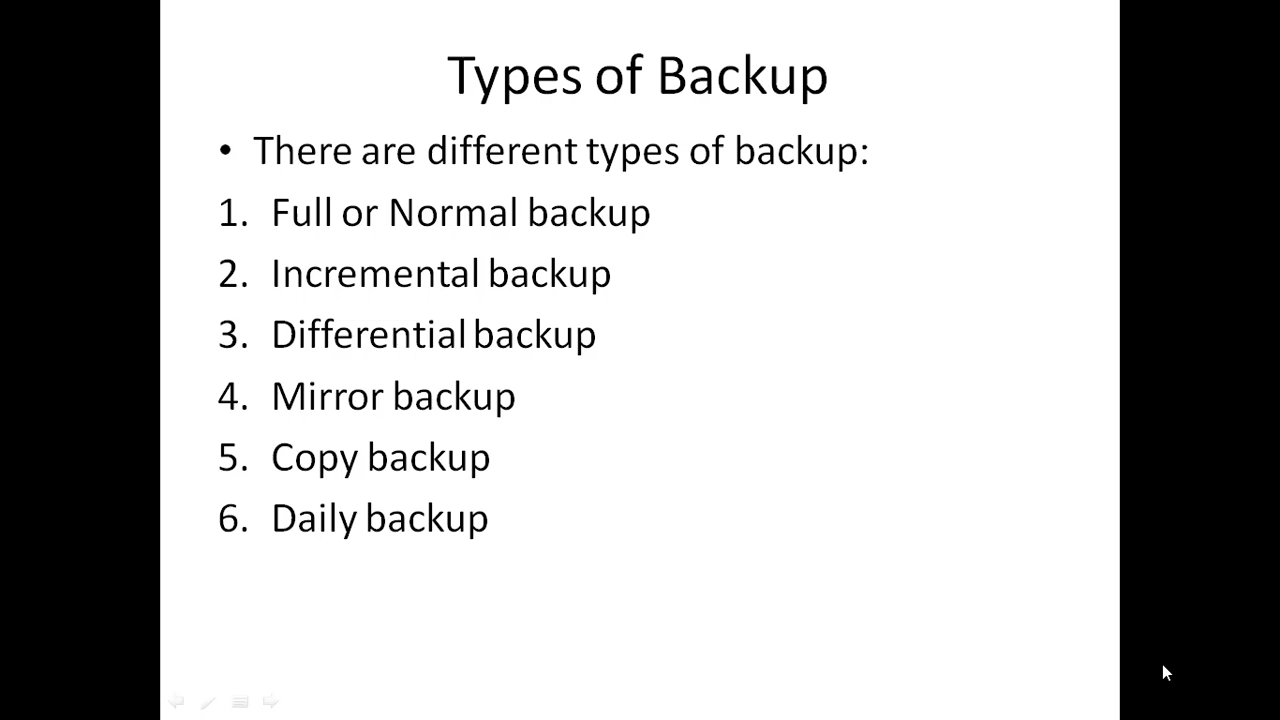 Types of Backup
• There are different types of backup:
1. Full or Normal backup
2. Incremental backup
3. Differential backup
4. Mirror backup
5. Copy backup
6. Daily backup